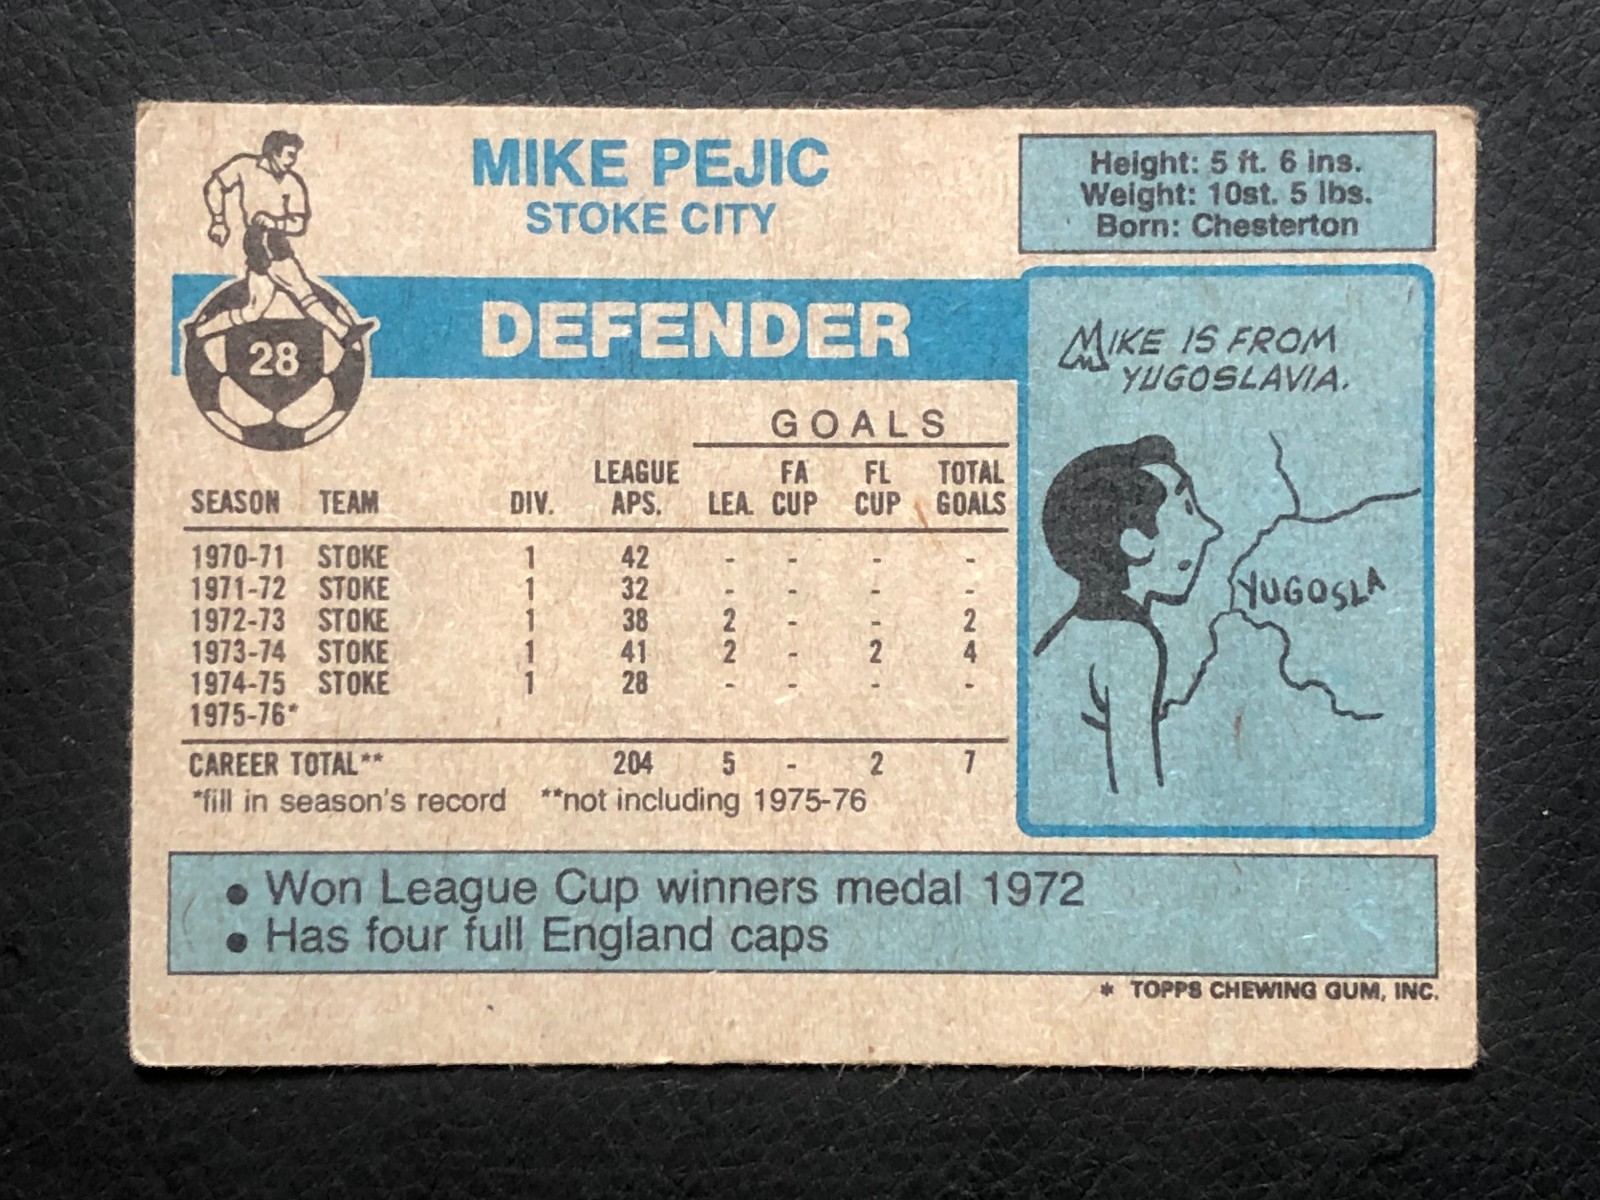 MIKE PEJIC
STOKE CITY
Height: 5 ft. 6 ins.
Weight: 10st. 5 lbs.
Born: Chesterton
28
DEFENDER
MIKE IS FROM
YUGOSLAVIA.
YUGOSLA
GOALS
SEASON TEAM DIV. LEAGUE APS. LEA. FA CUP FL CUP TOTAL GOALS
1970-71 STOKE 1 42 - - - -
1971-72 STOKE 1 32 - - - -
1972-73 STOKE 1 38 2 - - 2
1973-74 STOKE 1 41 2 - 2 4
1974-75 STOKE 1 28 - - - -
1975-76*
CAREER TOTAL** 204 5 - 2 7
*fill in season's record **not including 1975-76
● Won League Cup winners medal 1972
● Has four full England caps
* TOPPS CHEWING GUM, INC.